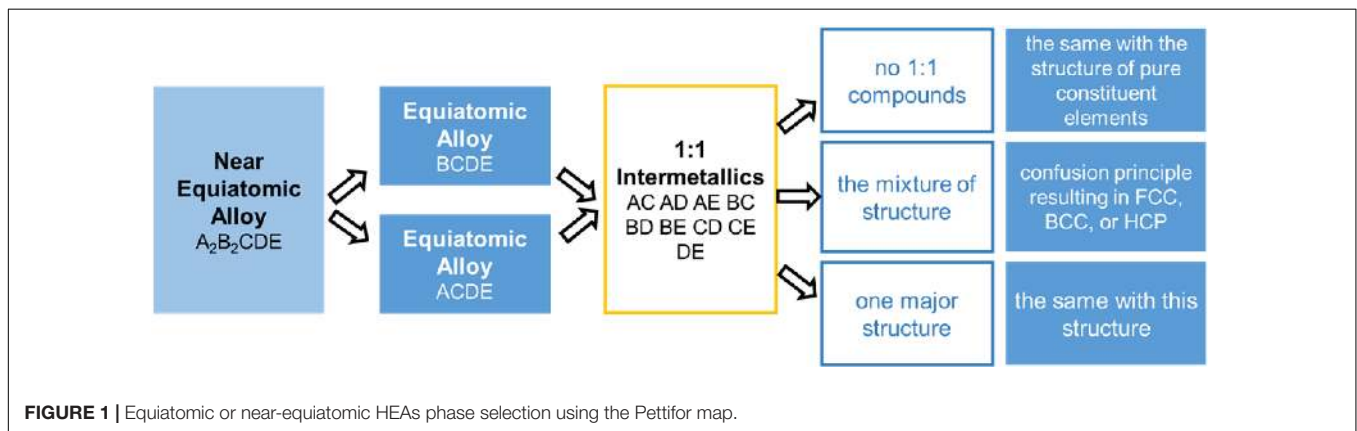 Near
Equiatomic
Alloy
A₂B₂CDE
Equiatomic
Alloy
BCDE
Equiatomic
Alloy
ACDE
1:1
Intermetallics
AC AD AE BC
BD BE CD CE
DE
no 1:1
compounds
the same with the
structure of pure
constituent
elements
the mixture of
structure
confusion principle
resulting in FCC,
BCC, or HCP
one major
structure
the same with this
structure
FIGURE 1 | Equiatomic or near-equiatomic HEAs phase selection using the Pettifor map.